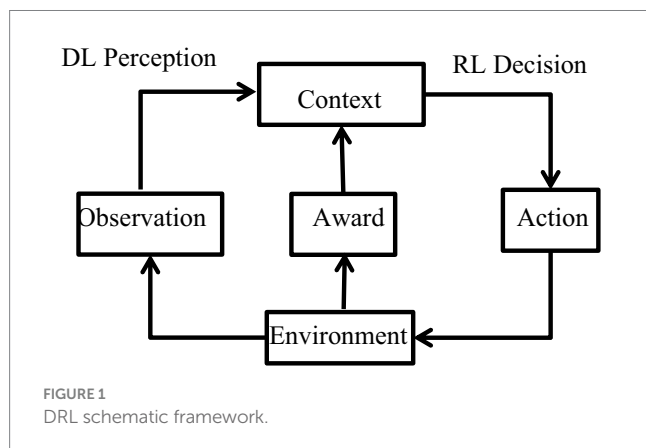 DL Perception
RL Decision
Context
Observation
Award
Action
Environment
FIGURE 1
DRL schematic framework.